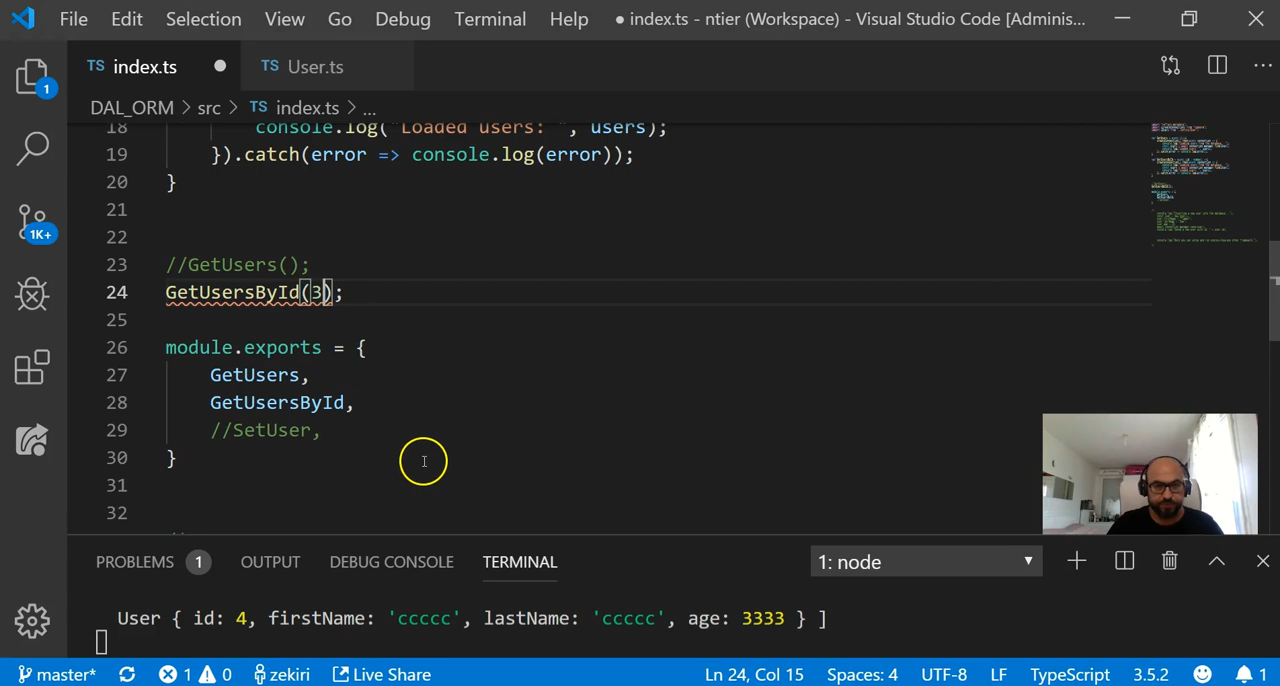 File Edit Selection View Go Debug Terminal Help ● index.ts - ntier (Workspace) - Visual Studio Code [Adminis...
1 TS index.ts ● TS User.ts ...
DAL_ORM > src > TS index.ts > ...
18 console.log("Loaded users: ", users);
19 }).catch(error => console.log(error));
20 }
21
22
23 //GetUsers();
1K+
24 GetUsersById(3);
25
26 module.exports = {
27 GetUsers,
28 GetUsersById,
29 //SetUser,
30 }
31
32
PROBLEMS 1 OUTPUT DEBUG CONSOLE TERMINAL 1: node
User { id: 4, firstName: 'ccccc', lastName: 'ccccc', age: 3333 } ]
master* 1 0 zekiri Live Share Ln 24, Col 15 Spaces: 4 UTF-8 LF TypeScript 3.5.2 1